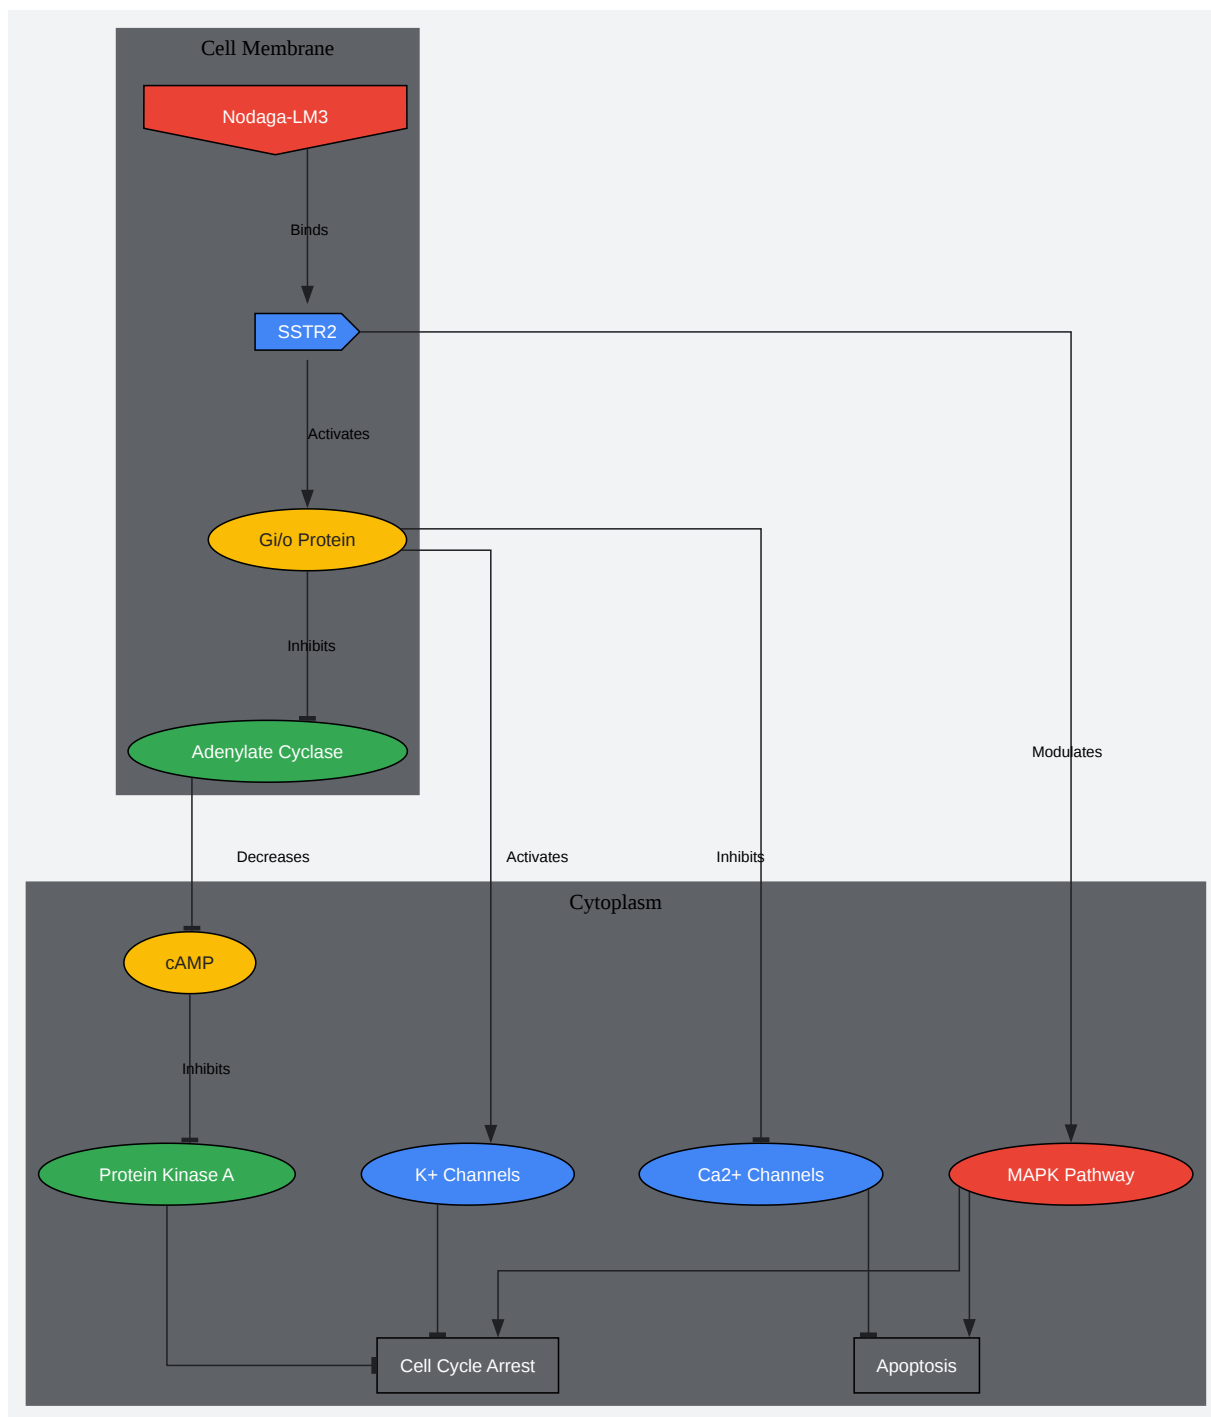 Cell Membrane
Nodaga-LM3
Binds
SSTR2
Activates
Gi/o Protein
Inhibits
Adenylate Cyclase
Modulates
Decreases
Activates
Inhibits
Cytoplasm
cAMP
Inhibits
Protein Kinase A
K+ Channels
Ca2+ Channels
MAPK Pathway
Cell Cycle Arrest
Apoptosis